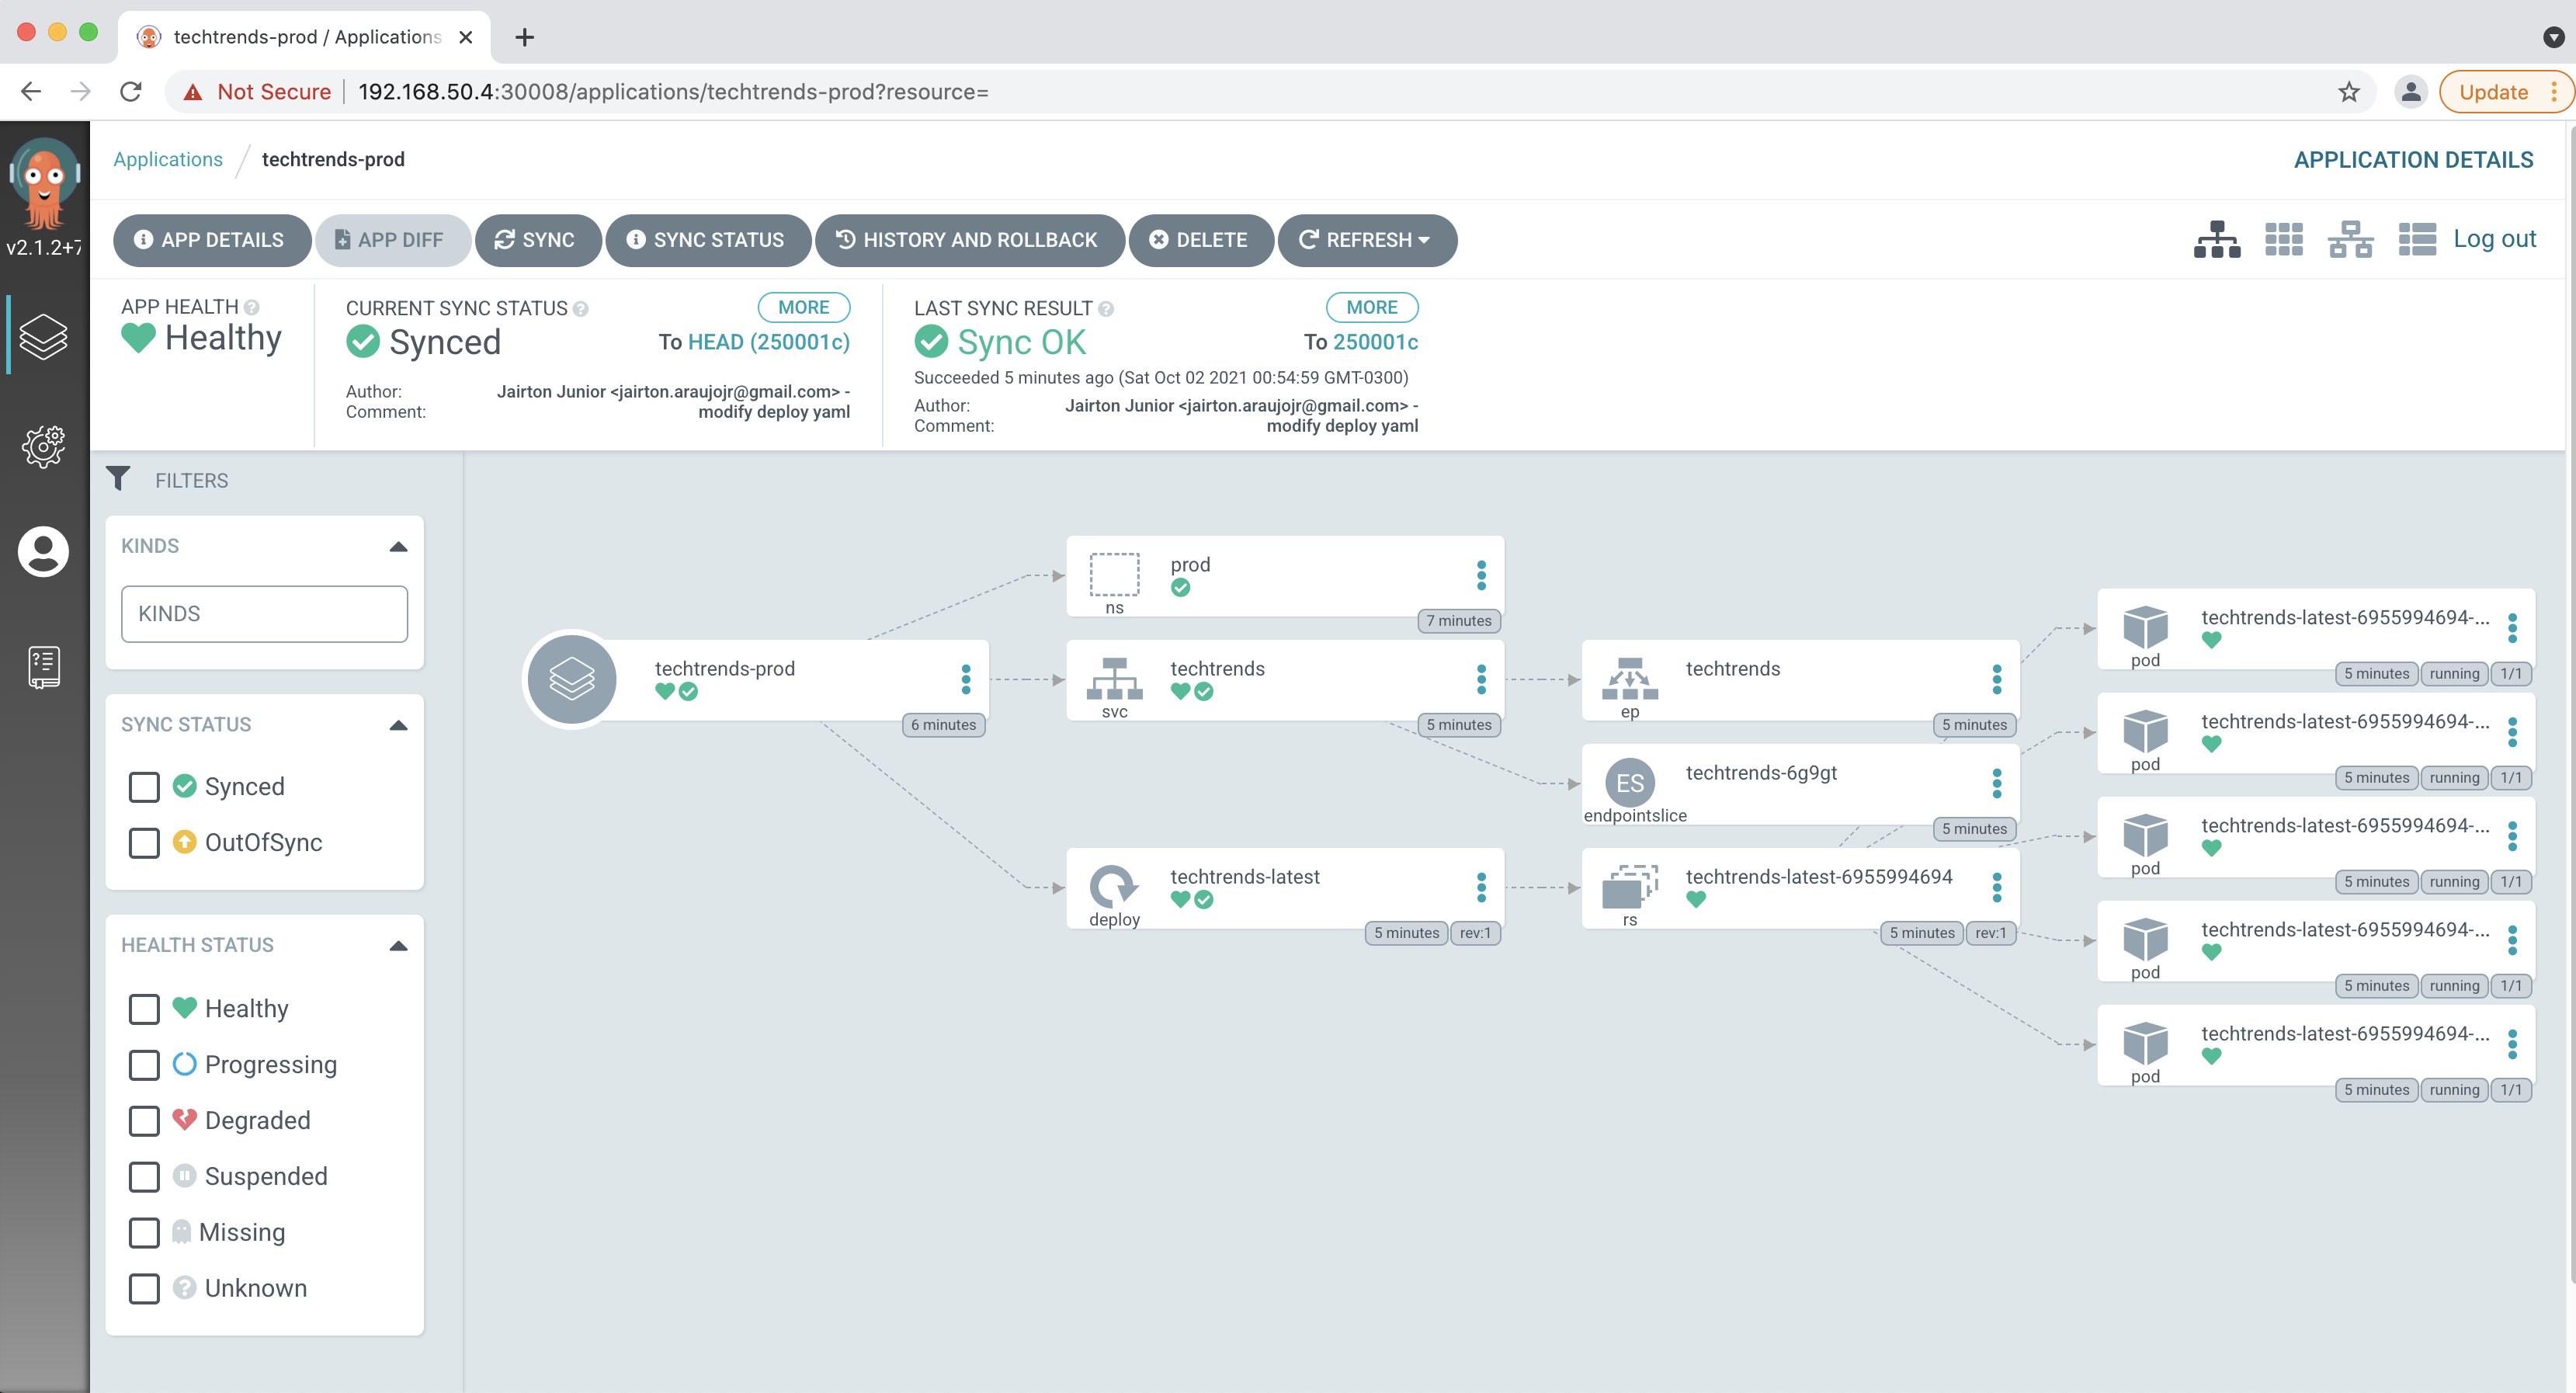 techtrends-prod / Applications
Not Secure
192.168.50.4:30008/applications/techtrends-prod?resource=
Update
v2.1.2+7
Applications / techtrends-prod
APPLICATION DETAILS
APP DETAILS
APP DIFF
SYNC
SYNC STATUS
HISTORY AND ROLLBACK
DELETE
REFRESH
Log out
APP HEALTH
Healthy
CURRENT SYNC STATUS
MORE
Synced
To HEAD (250001c)
Author: Jairton Junior <jairton.araujojr@gmail.com> -
Comment: modify deploy yaml
LAST SYNC RESULT
MORE
Sync OK
To 250001c
Succeeded 5 minutes ago (Sat Oct 02 2021 00:54:59 GMT-0300)
Author: Jairton Junior <jairton.araujojr@gmail.com> -
Comment: modify deploy yaml
FILTERS
KINDS
KINDS
SYNC STATUS
Synced
OutOfSync
HEALTH STATUS
Healthy
Progressing
Degraded
Suspended
Missing
Unknown
techtrends-prod
6 minutes
prod
ns
7 minutes
techtrends
svc
5 minutes
techtrends-latest
deploy
5 minutes rev:1
techtrends
ep
5 minutes
ES
techtrends-6g9gt
endpointslice
5 minutes
techtrends-latest-6955994694
rs
5 minutes rev:1
techtrends-latest-6955994694-...
pod
5 minutes running 1/1
techtrends-latest-6955994694-...
pod
5 minutes running 1/1
techtrends-latest-6955994694-...
pod
5 minutes running 1/1
techtrends-latest-6955994694-...
pod
5 minutes running 1/1
techtrends-latest-6955994694-...
pod
5 minutes running 1/1